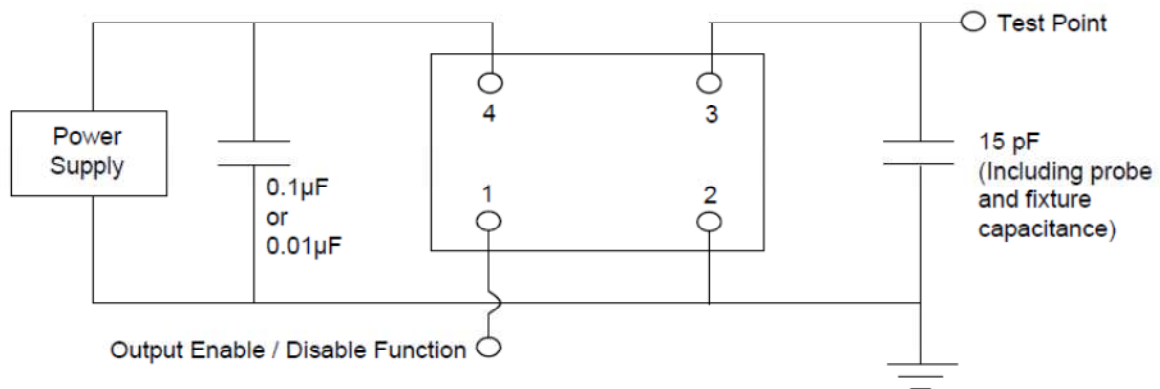 Test Point
4
3
Power
Supply
15 pF
(Including probe
and fixture
capacitance)
0.1µF
or
0.01µF
1
2
Output Enable / Disable Function